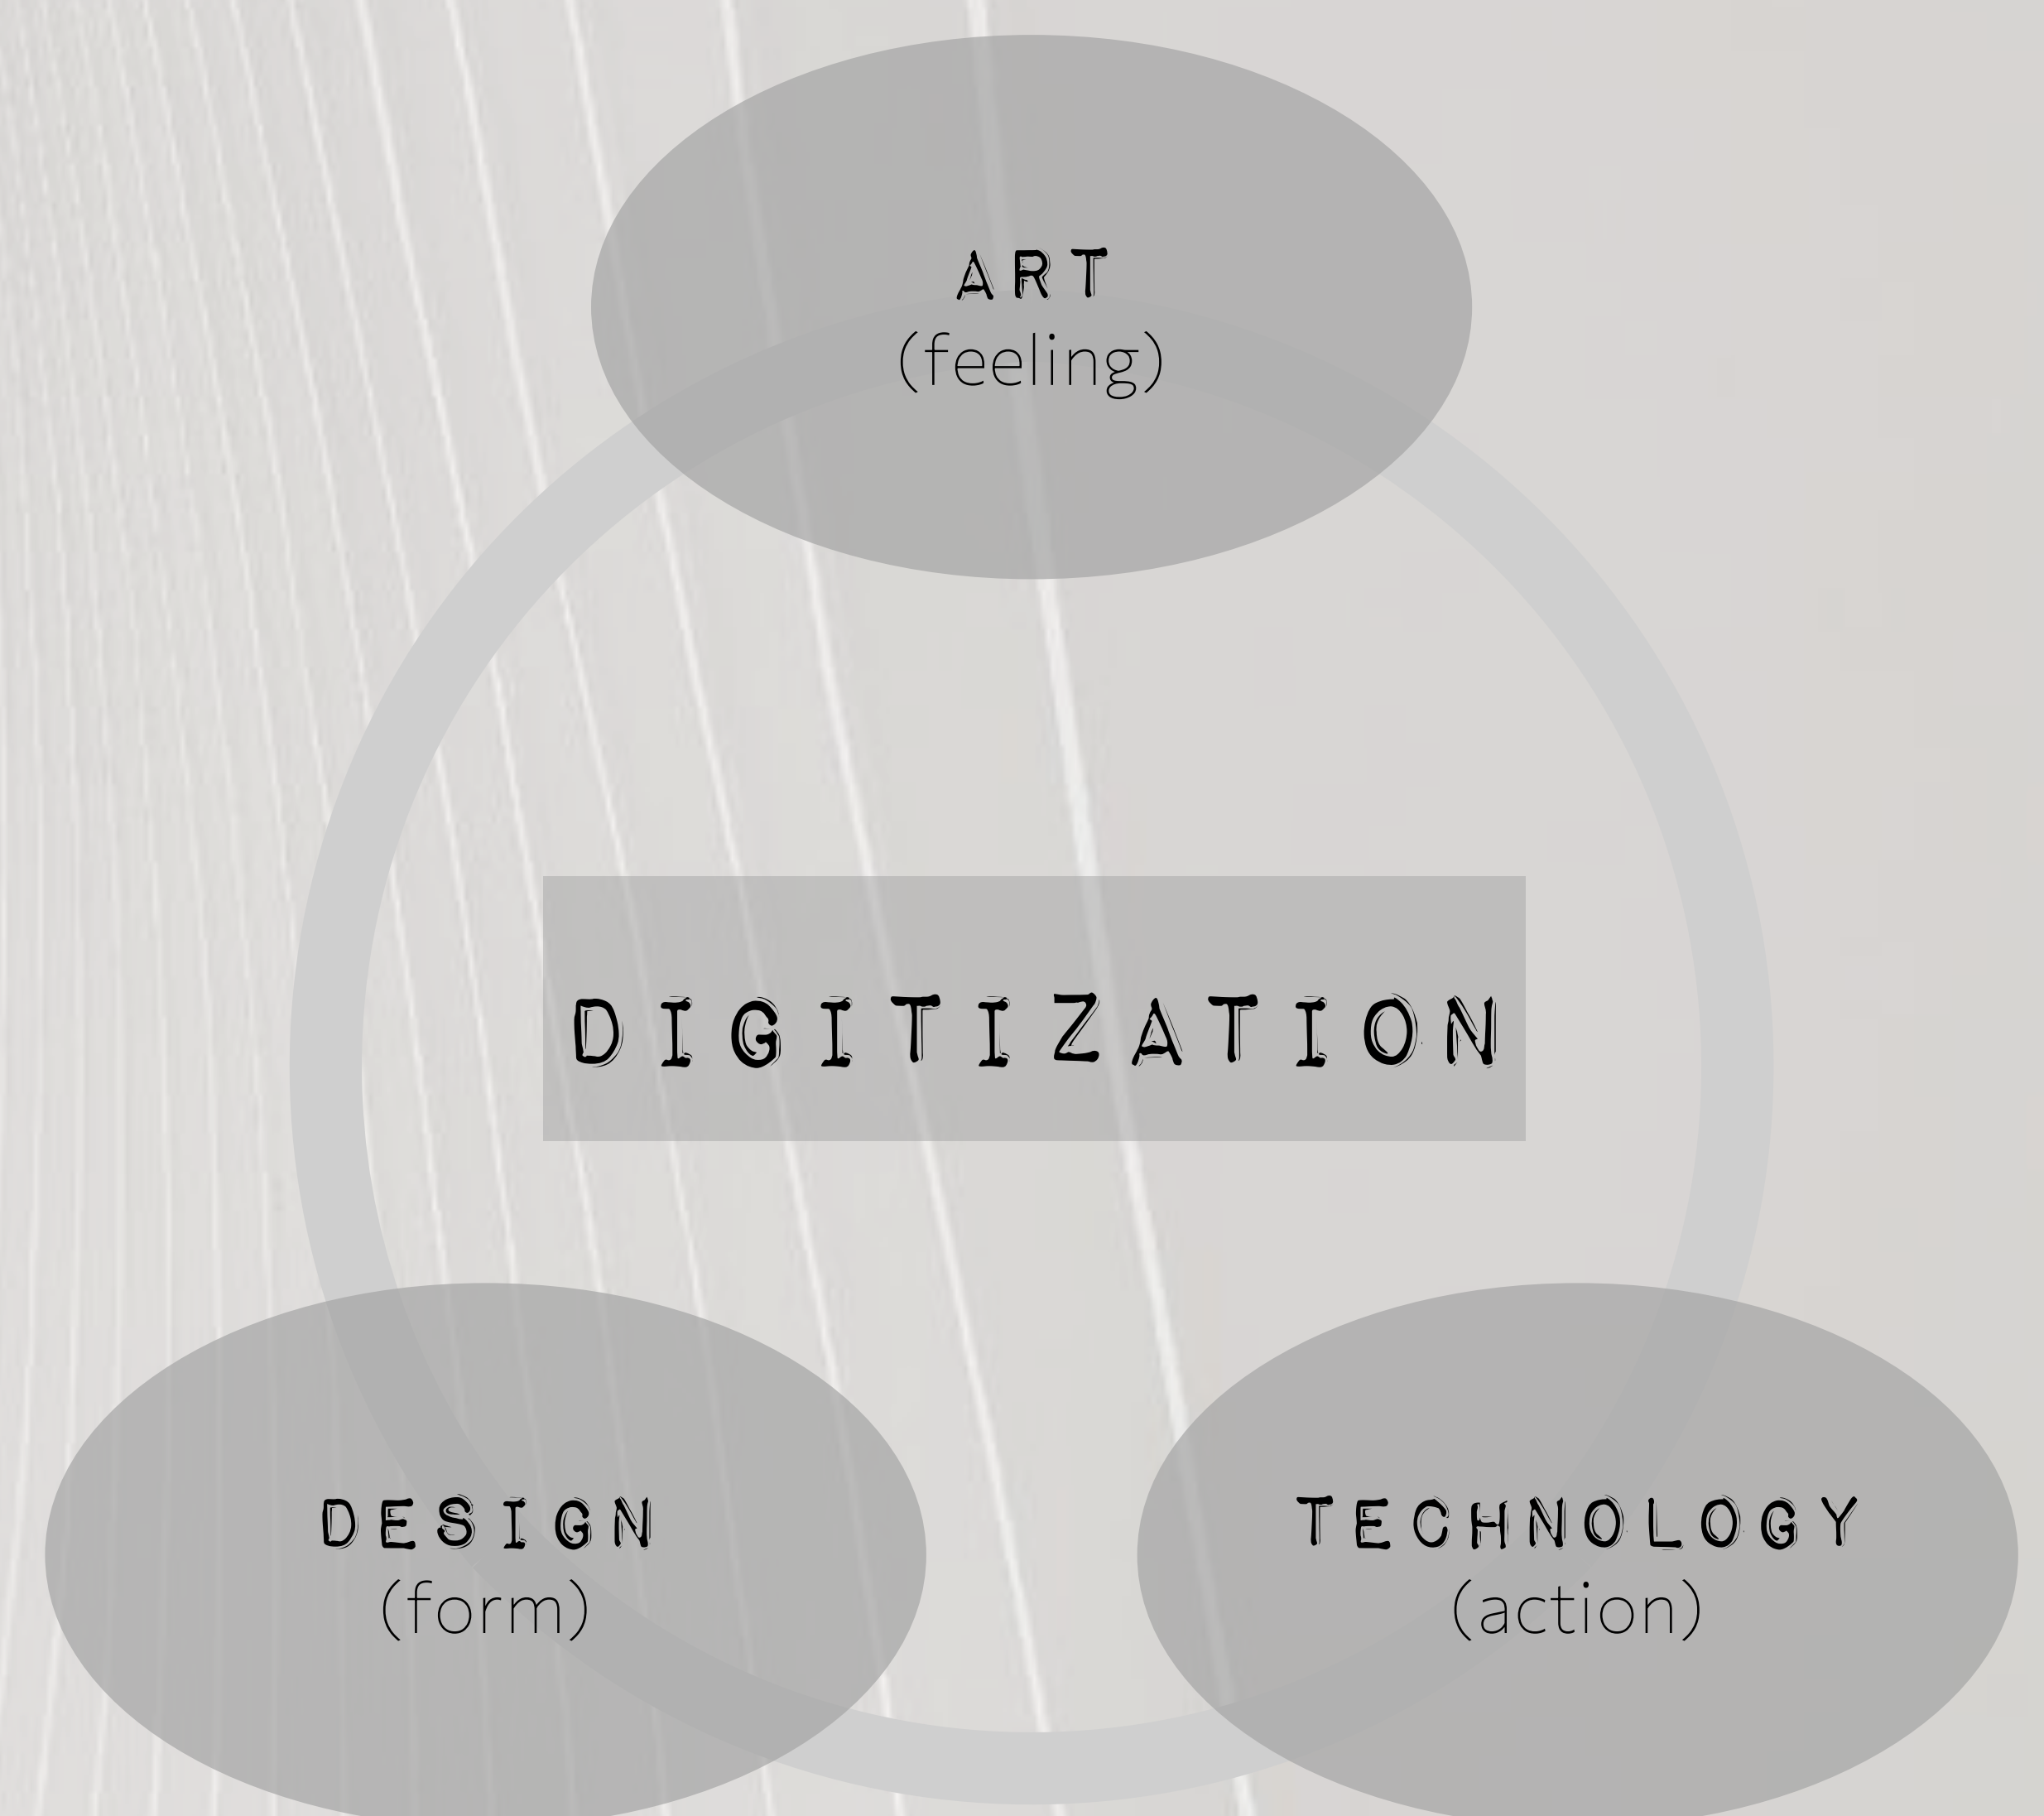 ART
(feeling)
DIGITIZATION
DESIGN
(form)
TECHNOLOGY
(action)